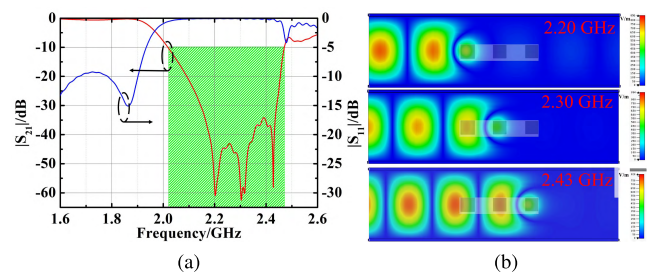 |S21|/dB
0
-10
-20
-30
-40
-50
-60
0
-5
-10
-15
-20
-25
-30
|S11|/dB
1.6 1.8 2.0 2.2 2.4 2.6
Frequency/GHz
(a)
2.20 GHz
V/m
2.30 GHz
V/m
2.43 GHz
V/m
(b)